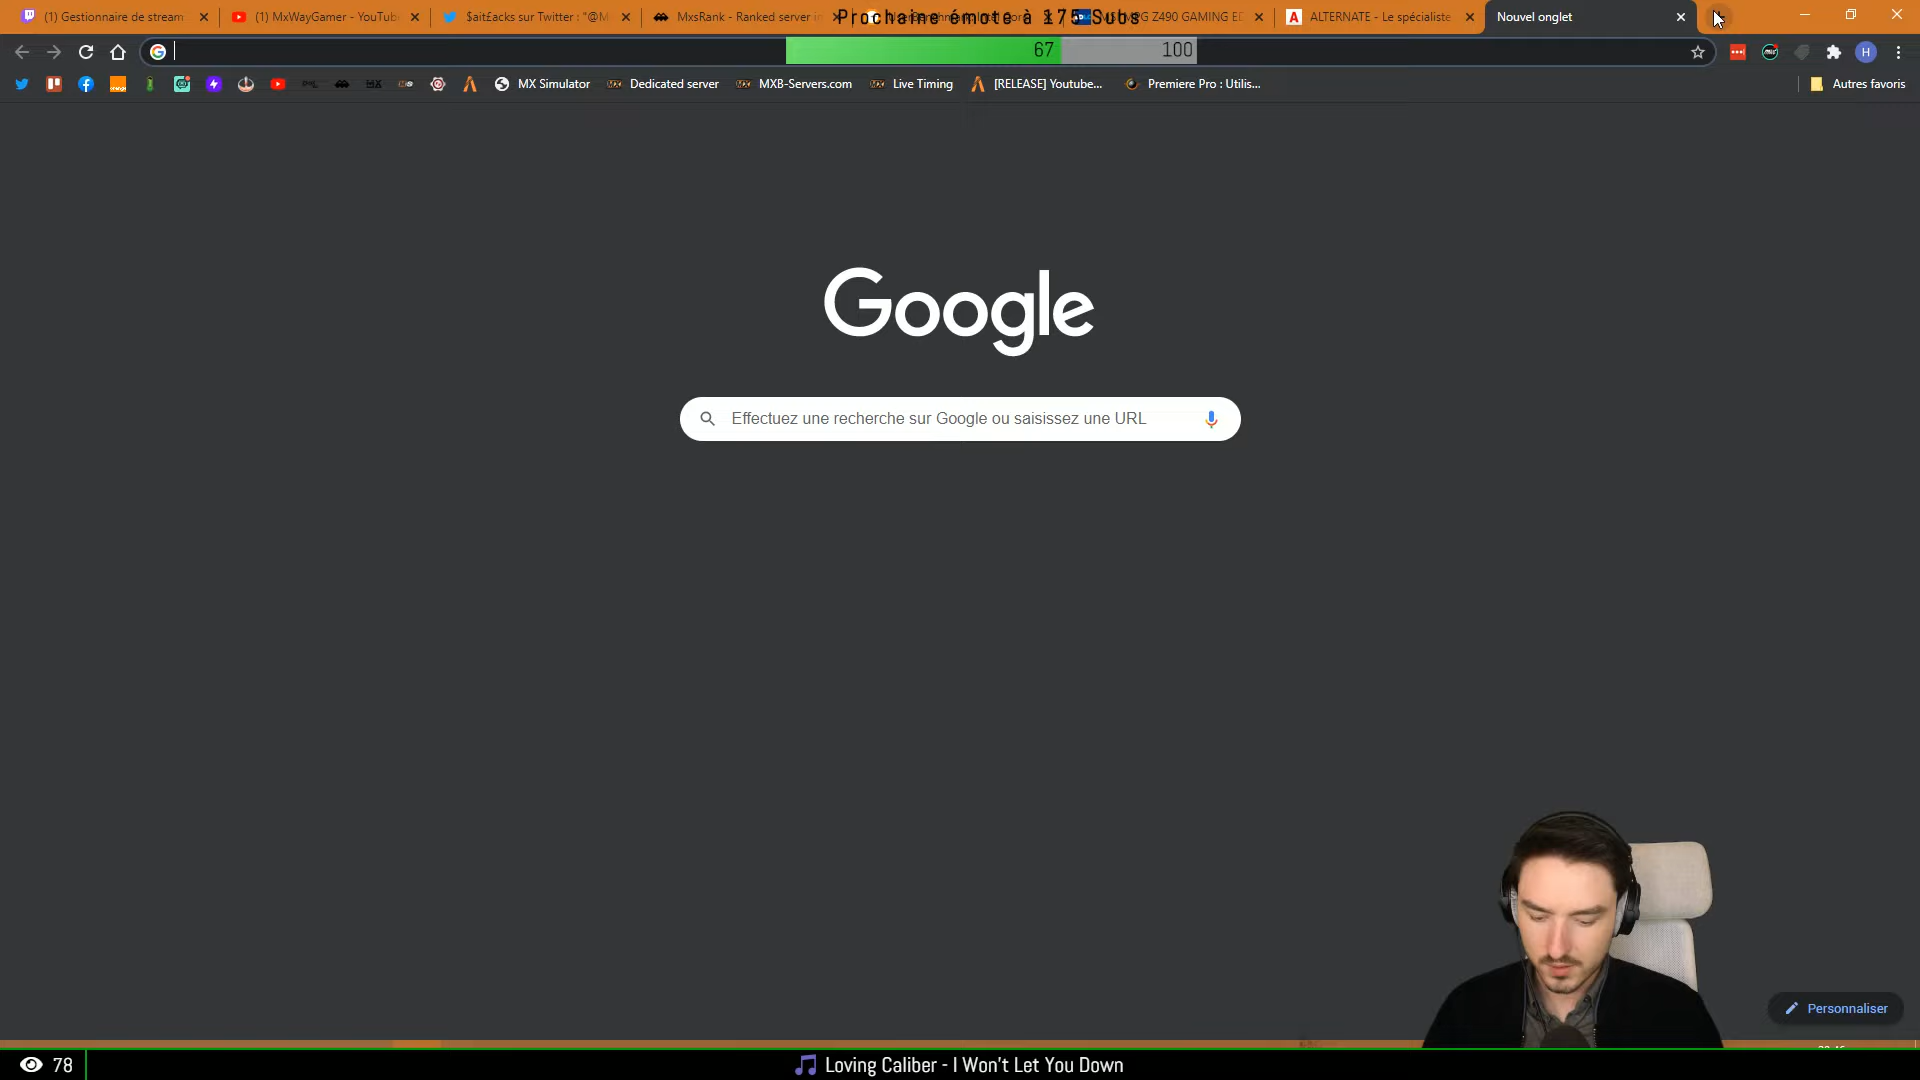 (1) Gestionnaire de stream
(1) MxWayGamer - YouTub
$ait£acks sur Twitter : "@M
MxsRank - Ranked server in
Prochaine émote à 175 Subs
Z490 GAMING ED
ALTERNATE - Le spécialiste
Nouvel onglet
67 100
H
MX Simulator
Dedicated server
MXB-Servers.com
Live Timing
[RELEASE] Youtube...
Premiere Pro : Utilis...
Autres favoris
Google
Effectuez une recherche sur Google ou saisissez une URL
Personnaliser
78
Loving Caliber - I Won't Let You Down